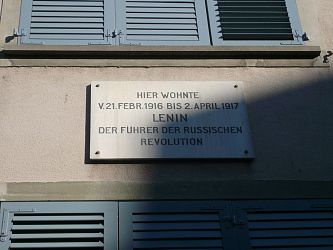 HIER WOHNTE
V. 21. FEBR. 1916 BIS 2. APRIL 1917
LENIN
DER FÜHRER DER RUSSISCHEN
REVOLUTION